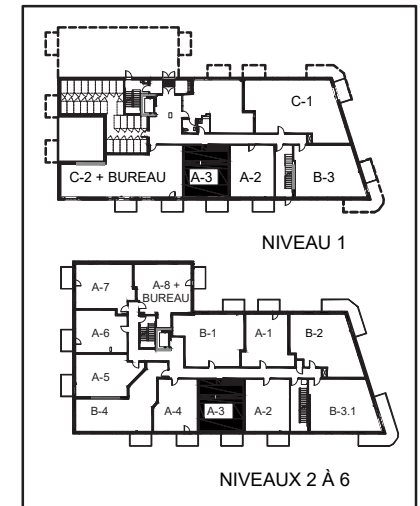 C-1
C-2 + BUREAU
A-3
A-2
B-3
NIVEAU 1
A-7
A-8 +
BUREAU
A-6
B-1
A-1
B-2
A-5
B-4
A-4
A-3
A-2
B-3.1
NIVEAUX 2 À 6